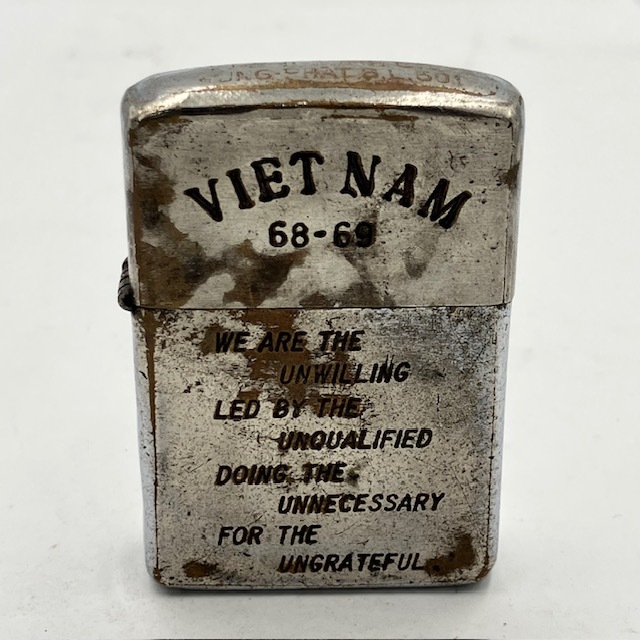 VIET NAM
68-69
WE ARE THE
UNWILLING
LED BY THE
UNQUALIFIED
DOING THE
UNNECESSARY
FOR THE
UNGRATEFUL